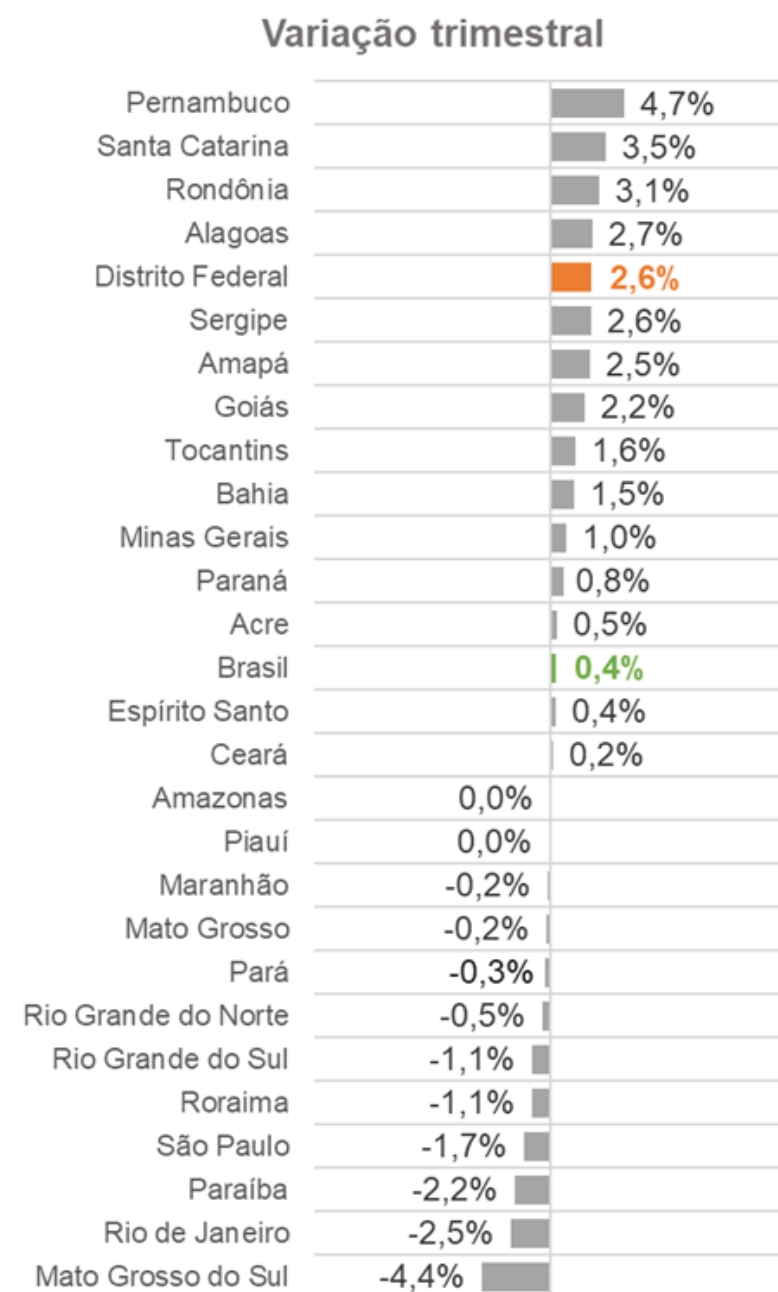 Variação trimestral
Pernambuco 4,7%
Santa Catarina 3,5%
Rondônia 3,1%
Alagoas 2,7%
Distrito Federal 2,6%
Sergipe 2,6%
Amapá 2,5%
Goiás 2,2%
Tocantins 1,6%
Bahia 1,5%
Minas Gerais 1,0%
Paraná 0,8%
Acre 0,5%
Brasil 0,4%
Espírito Santo 0,4%
Ceará 0,2%
Amazonas 0,0%
Piauí 0,0%
Maranhão -0,2%
Mato Grosso -0,2%
Pará -0,3%
Rio Grande do Norte -0,5%
Rio Grande do Sul -1,1%
Roraima -1,1%
São Paulo -1,7%
Paraíba -2,2%
Rio de Janeiro -2,5%
Mato Grosso do Sul -4,4%